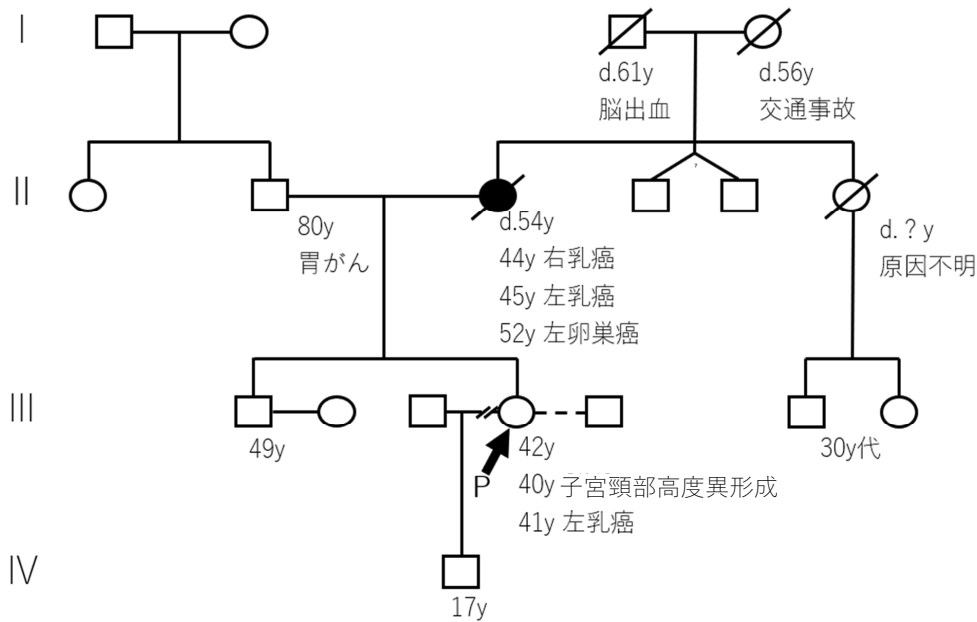 I
d.61y
脳出血
d.56y
交通事故
II
?
80y
胃がん
d.54y
44y 右乳癌
45y 左乳癌
52y 左卵巣癌
d. ? y
原因不明
III
49y
P
42y
40y 子宮頸部高度異形成
41y 左乳癌
30y代
IV
17y